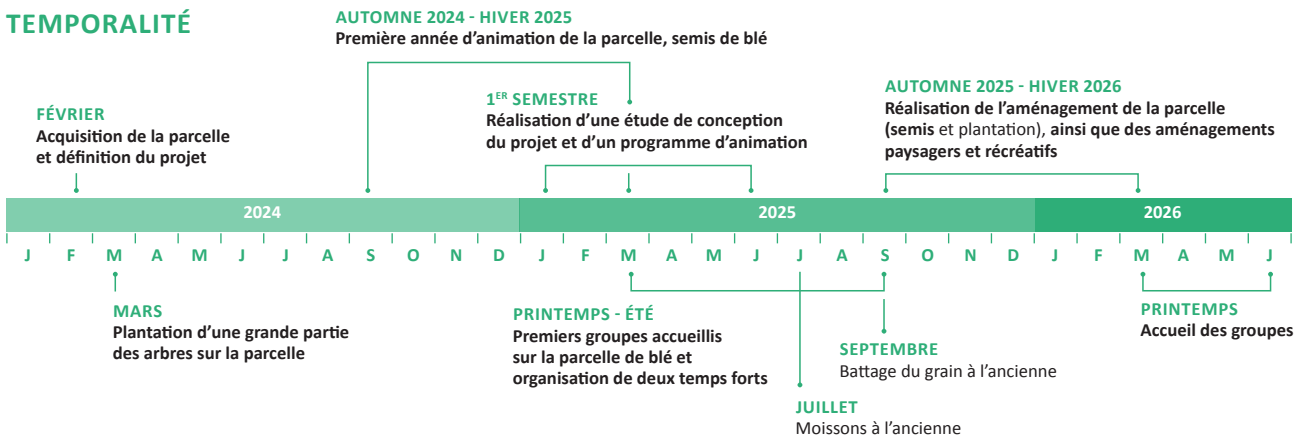 TEMPORALITÉ
AUTOMNE 2024 - HIVER 2025
Première année d’animation de la parcelle, semis de blé
FÉVRIER
Acquisition de la parcelle
et définition du projet
1ER SEMESTRE
Réalisation d’une étude de conception
du projet et d’un programme d’animation
AUTOMNE 2025 - HIVER 2026
Réalisation de l’aménagement de la parcelle
(semis et plantation), ainsi que des aménagements
paysagers et récréatifs
2024 2025 2026
J F M A M J J A S O N D J F M A M J J A S O N D J F M A M J
MARS
Plantation d’une grande partie
des arbres sur la parcelle
PRINTEMPS - ÉTÉ
Premiers groupes accueillis
sur la parcelle de blé et
organisation de deux temps forts
SEPTEMBRE
Battage du grain à l’ancienne
JUILLET
Moissons à l’ancienne
PRINTEMPS
Accueil des groupes